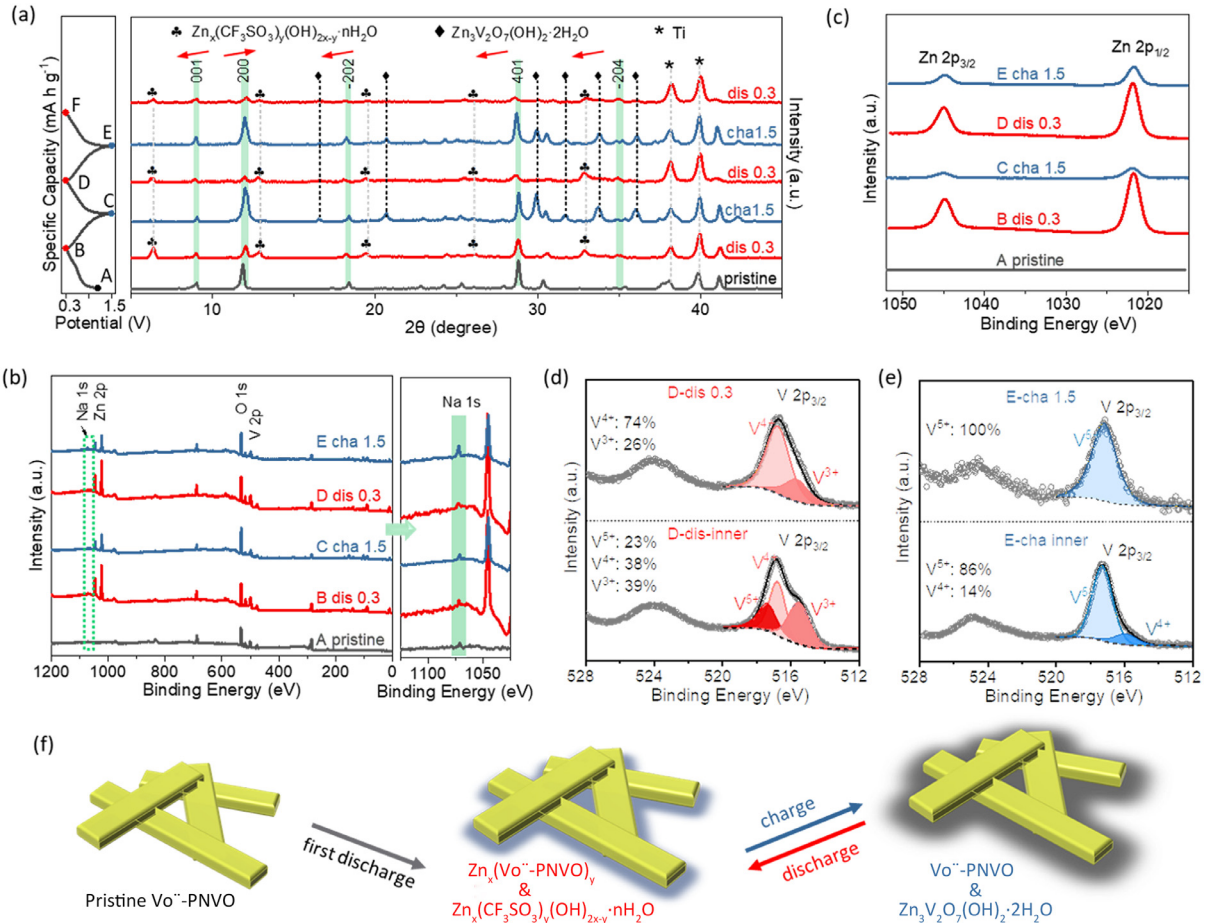 (a)
♣ Znₓ(CF₃SO₃)ᵧ(OH)₂ₓ₋ᵧ·nH₂O
♦ Zn₃V₂O₇(OH)₂·2H₂O
* Ti
001
200
-202
401
-204
dis 0.3
cha1.5
dis 0.3
cha1.5
dis 0.3
pristine
F
E
D
C
B
A
Specific Capacity (mA h g⁻¹)
Intensity (a.u.)
0.3
1.5
Potential (V)
10
20
30
40
2θ (degree)
(c)
Zn 2p₃/₂
Zn 2p₁/₂
E cha 1.5
D dis 0.3
C cha 1.5
B dis 0.3
A pristine
Intensity (a.u.)
1050
1040
1030
1020
Binding Energy (eV)
(b)
Na 1s
Zn 2p
O 1s
V 2p
E cha 1.5
D dis 0.3
C cha 1.5
B dis 0.3
A pristine
Intensity (a.u.)
1200
1000
800
600
400
200
0
Binding Energy (eV)
Na 1s
1100
1050
Binding Energy (eV)
(d)
D-dis 0.3
V 2p₃/₂
V⁴⁺: 74%
V³⁺: 26%
V⁴
V³⁺
D-dis-inner
V 2p₃/₂
V⁵⁺: 23%
V⁴⁺: 38%
V³⁺: 39%
V⁴
V⁵⁺
V³⁺
Intensity (a.u.)
528
524
520
516
512
Binding Energy (eV)
(e)
E-cha 1.5
V 2p₃/₂
V⁵⁺: 100%
V⁵
E-cha inner
V 2p₃/₂
V⁵⁺: 86%
V⁴⁺: 14%
V⁵
V⁴⁺
Intensity (a.u.)
528
524
520
516
512
Binding Energy (eV)
(f)
Pristine Vo¨-PNVO
first discharge
Znₓ(Vo¨-PNVO)ᵧ
&
Znₓ(CF₃SO₃)ᵧ(OH)₂ₓ₋ᵧ·nH₂O
charge
discharge
Vo¨-PNVO
&
Zn₃V₂O₇(OH)₂·2H₂O